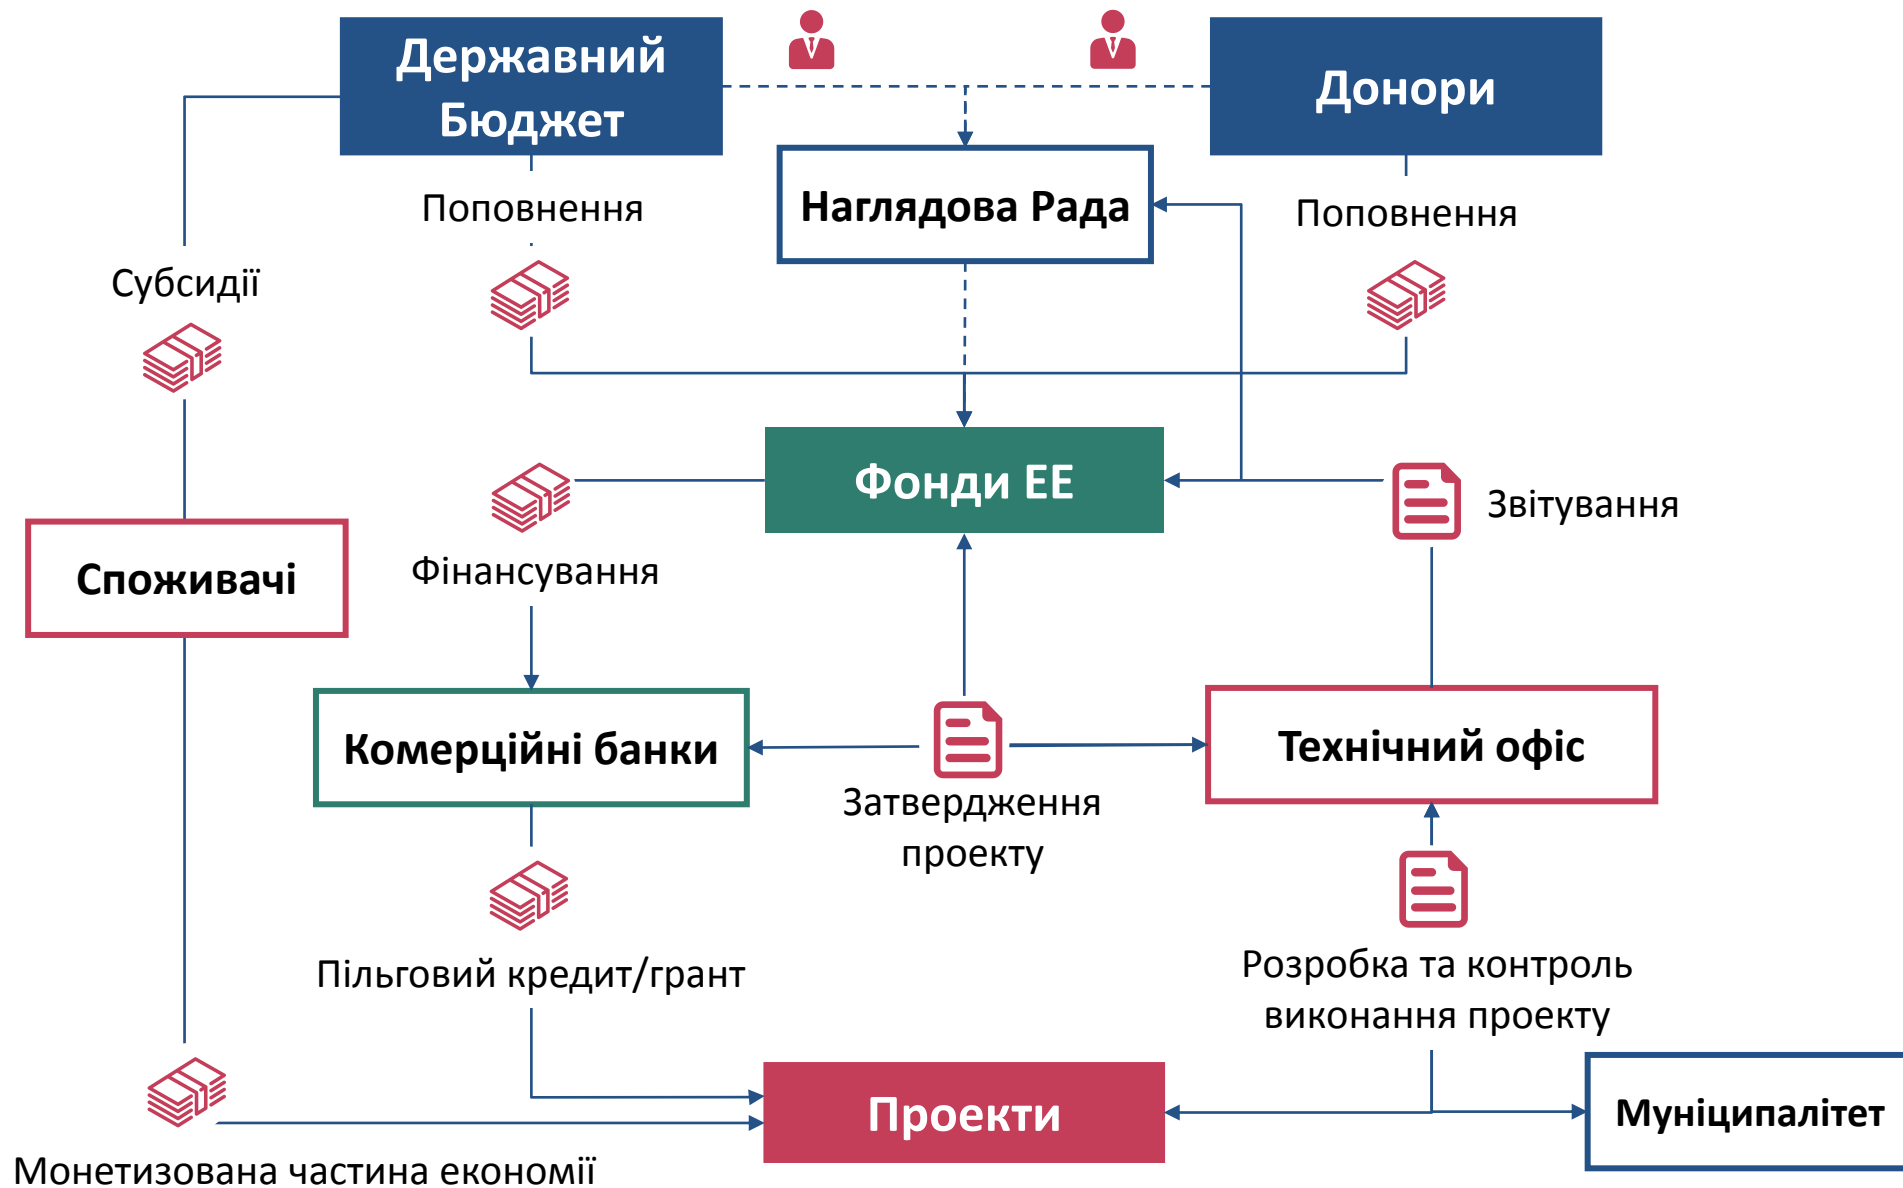 Державний
Бюджет
Донори
Наглядова Рада
Поповнення
Поповнення
Субсидії
Фонди ЕЕ
Звітування
Споживачі
Фінансування
Комерційні банки
Технічний офіс
Затвердження
проекту
Пільговий кредит/грант
Розробка та контроль
виконання проекту
Проекти
Муніципалітет
Монетизована частина економії